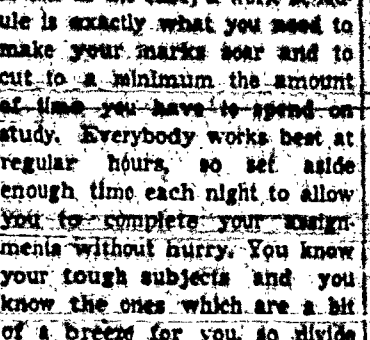 ule is exactly what you need to
make your marks soar and to
cut to a minimum the amount
of time you have to spend on
study. Everybody works best at
regular hours, so set aside
enough time each night to allow
you to complete your assign-
ments without hurry. You know
your tough subjects and you
know the ones which are a bit
of a breeze for you, so divide